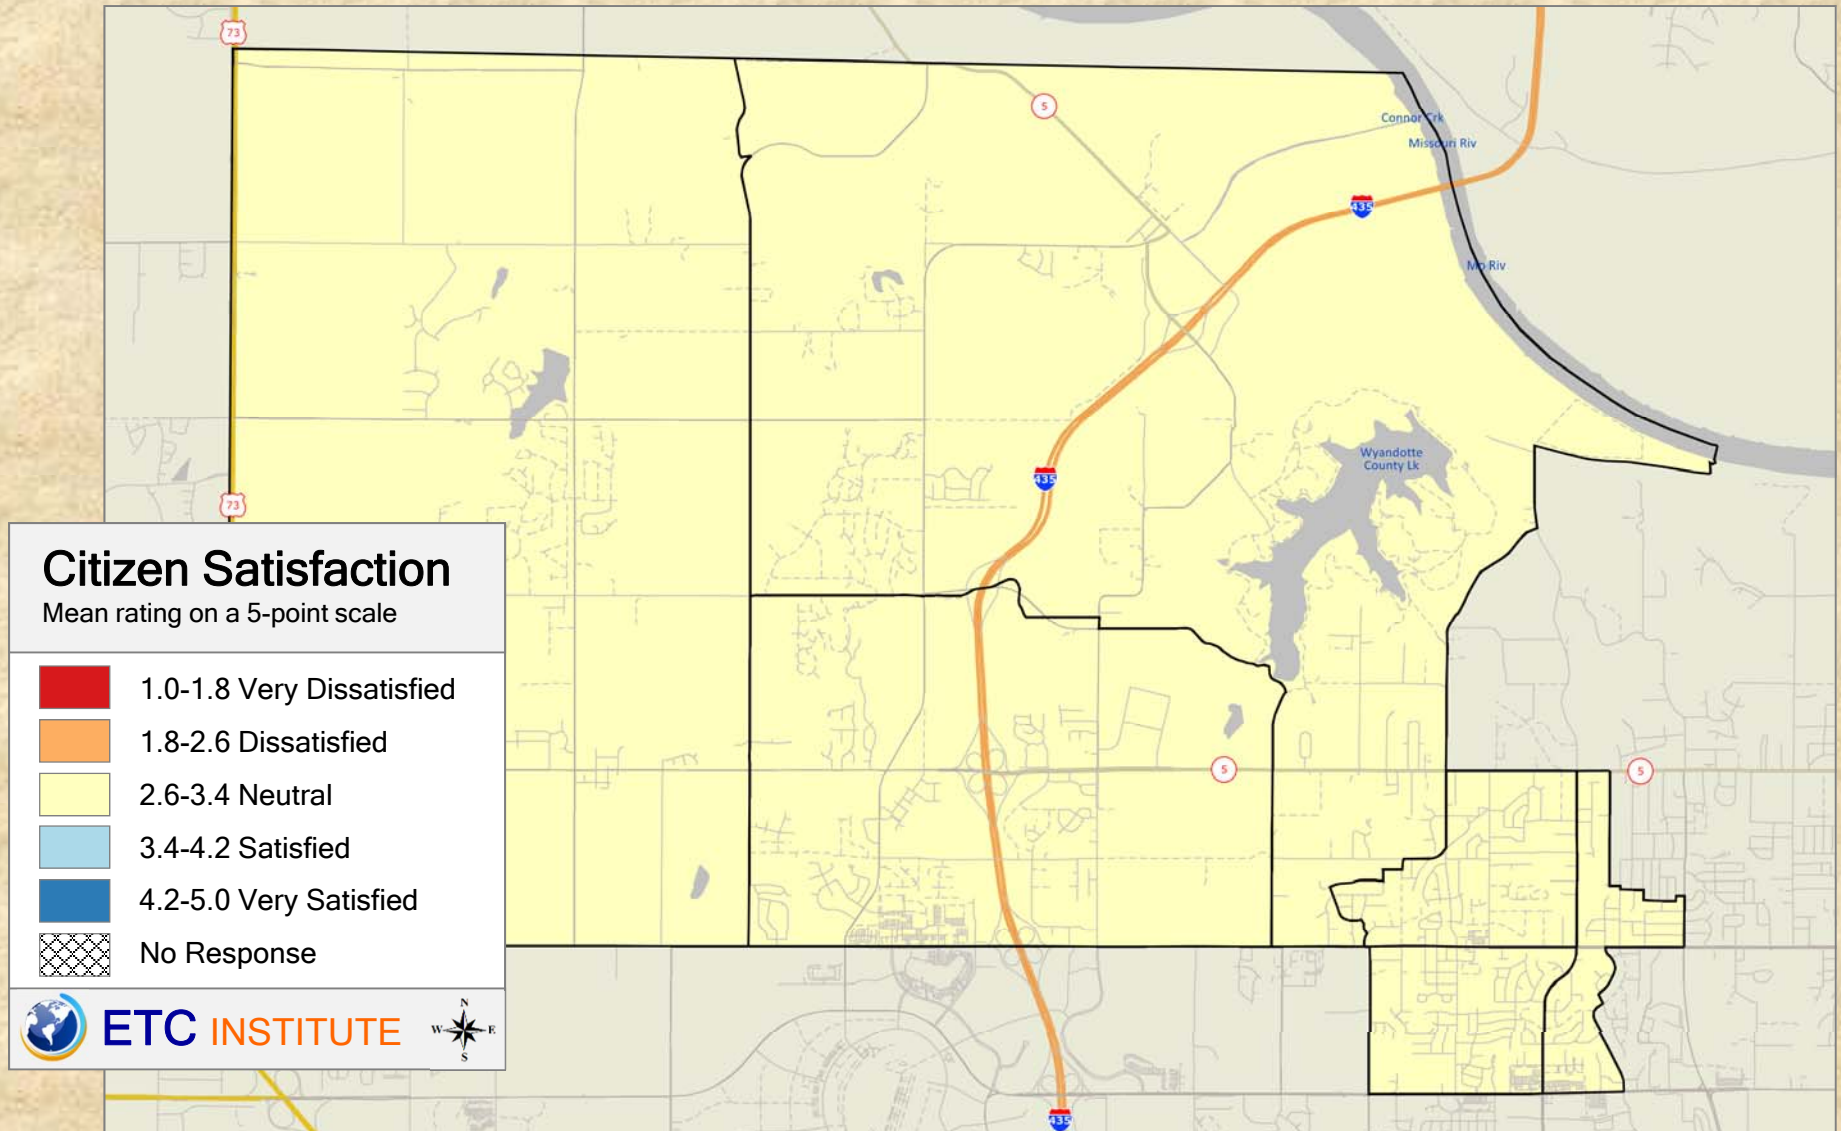 73
5
Connor Crk
Missouri Riv
435
Mo Riv
Wyandotte
County Lk
435
73
Citizen Satisfaction
Mean rating on a 5-point scale
1.0-1.8 Very Dissatisfied
1.8-2.6 Dissatisfied
2.6-3.4 Neutral
3.4-4.2 Satisfied
4.2-5.0 Very Satisfied
No Response
5
5
ETC INSTITUTE
N
W E
S
435